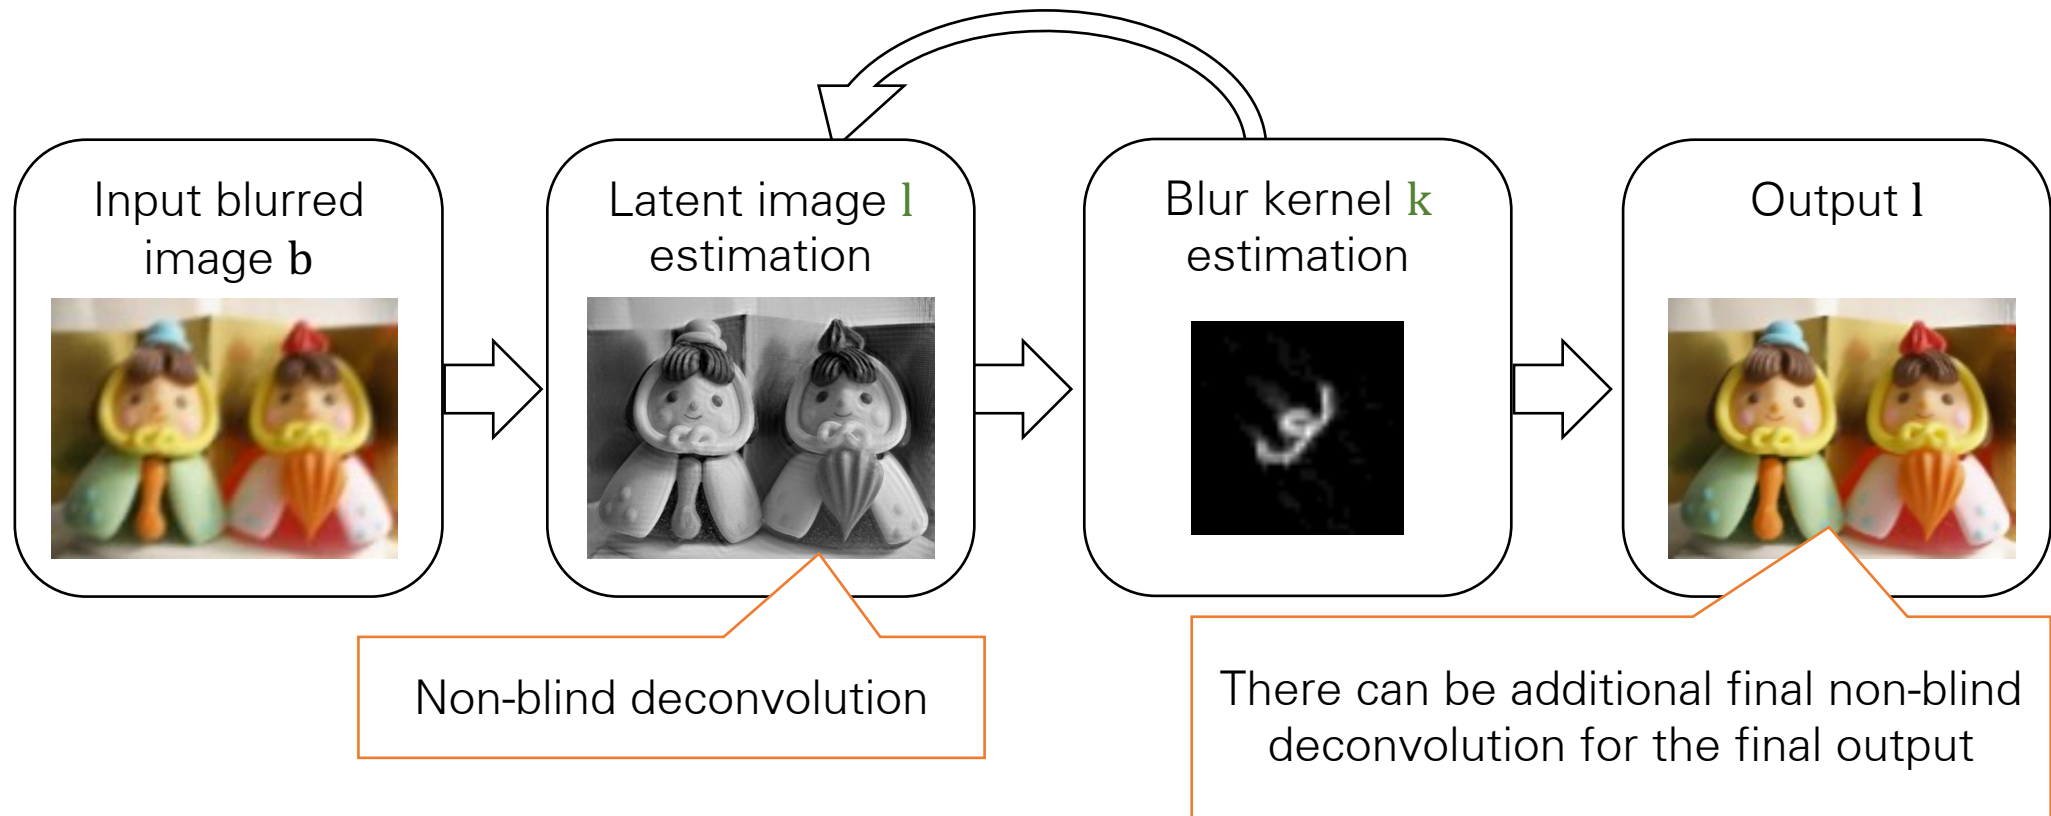 Input blurred
image b
Latent image l
estimation
Blur kernel k
estimation
Output l
Non-blind deconvolution
There can be additional final non-blind
deconvolution for the final output